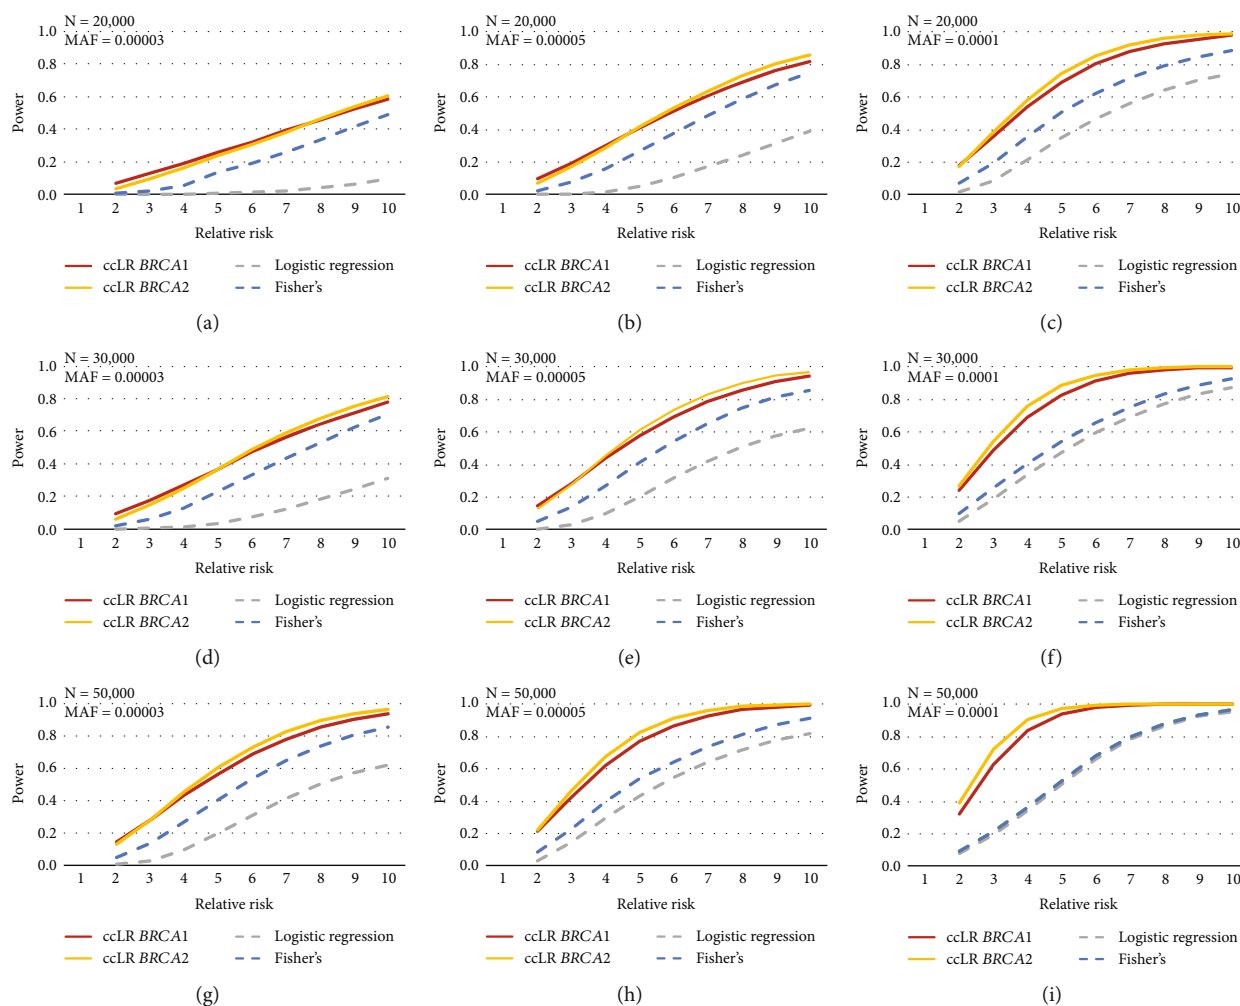 N = 20,000
MAF = 0.00003
1.0
0.8
0.6
0.4
0.2
0.0
Power
1 2 3 4 5 6 7 8 9 10
Relative risk
ccLR BRCA1 Logistic regression
ccLR BRCA2 Fisher's
(a)
N = 20,000
MAF = 0.00005
1.0
0.8
0.6
0.4
0.2
0.0
Power
1 2 3 4 5 6 7 8 9 10
Relative risk
ccLR BRCA1 Logistic regression
ccLR BRCA2 Fisher's
(b)
N = 20,000
MAF = 0.0001
1.0
0.8
0.6
0.4
0.2
0.0
Power
1 2 3 4 5 6 7 8 9 10
Relative risk
ccLR BRCA1 Logistic regression
ccLR BRCA2 Fisher's
(c)
N = 30,000
MAF = 0.00003
1.0
0.8
0.6
0.4
0.2
0.0
Power
1 2 3 4 5 6 7 8 9 10
Relative risk
ccLR BRCA1 Logistic regression
ccLR BRCA2 Fisher's
(d)
N = 30,000
MAF = 0.00005
1.0
0.8
0.6
0.4
0.2
0.0
Power
1 2 3 4 5 6 7 8 9 10
Relative risk
ccLR BRCA1 Logistic regression
ccLR BRCA2 Fisher's
(e)
N = 30,000
MAF = 0.0001
1.0
0.8
0.6
0.4
0.2
0.0
Power
1 2 3 4 5 6 7 8 9 10
Relative risk
ccLR BRCA1 Logistic regression
ccLR BRCA2 Fisher's
(f)
N = 50,000
MAF = 0.00003
1.0
0.8
0.6
0.4
0.2
0.0
Power
1 2 3 4 5 6 7 8 9 10
Relative risk
ccLR BRCA1 Logistic regression
ccLR BRCA2 Fisher's
(g)
N = 50,000
MAF = 0.00005
1.0
0.8
0.6
0.4
0.2
0.0
Power
1 2 3 4 5 6 7 8 9 10
Relative risk
ccLR BRCA1 Logistic regression
ccLR BRCA2 Fisher's
(h)
N = 50,000
MAF = 0.0001
1.0
0.8
0.6
0.4
0.2
0.0
Power
1 2 3 4 5 6 7 8 9 10
Relative risk
ccLR BRCA1 Logistic regression
ccLR BRCA2 Fisher's
(i)